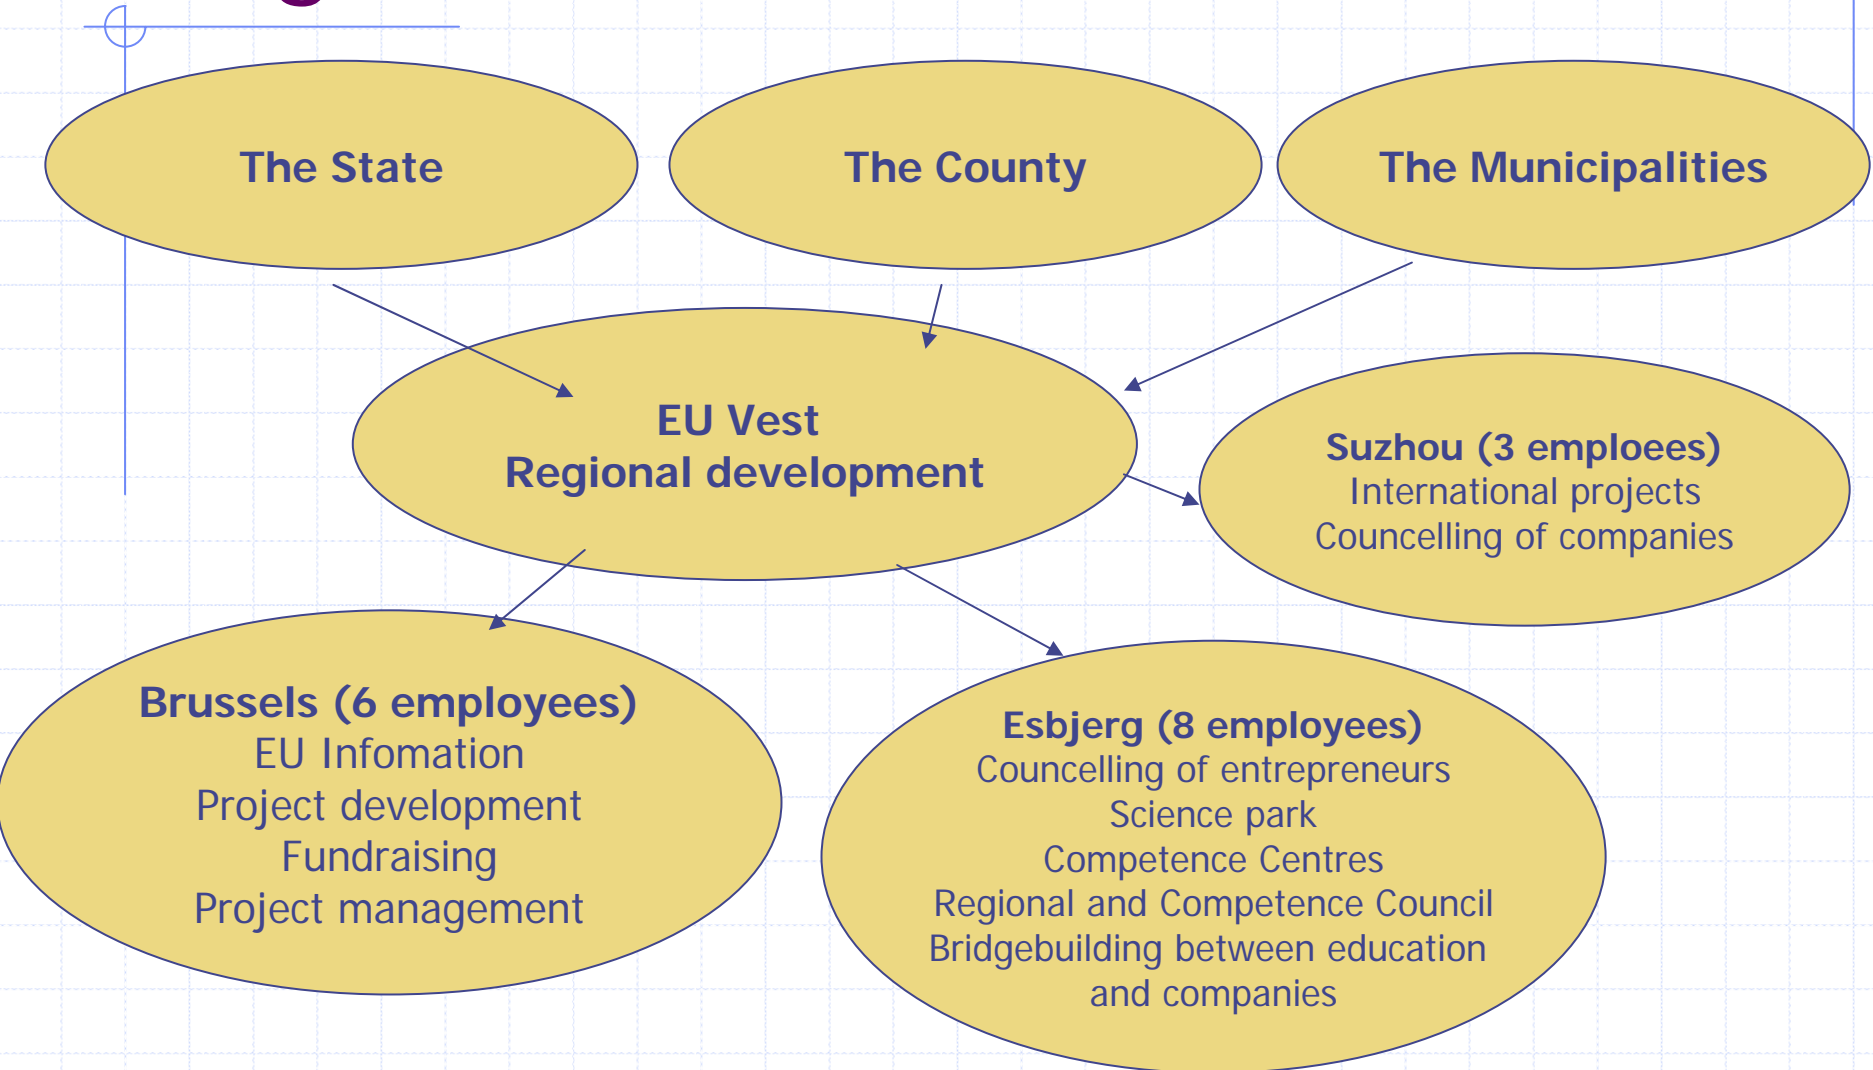 The State
The County
The Municipalities
EU Vest
Regional development
Suzhou (3 emploees)
International projects
Councelling of companies
Brussels (6 employees)
EU Infomation
Project development
Fundraising
Project management
Esbjerg (8 employees)
Councelling of entrepreneurs
Science park
Competence Centres
Regional and Competence Council
Bridgebuilding between education
and companies